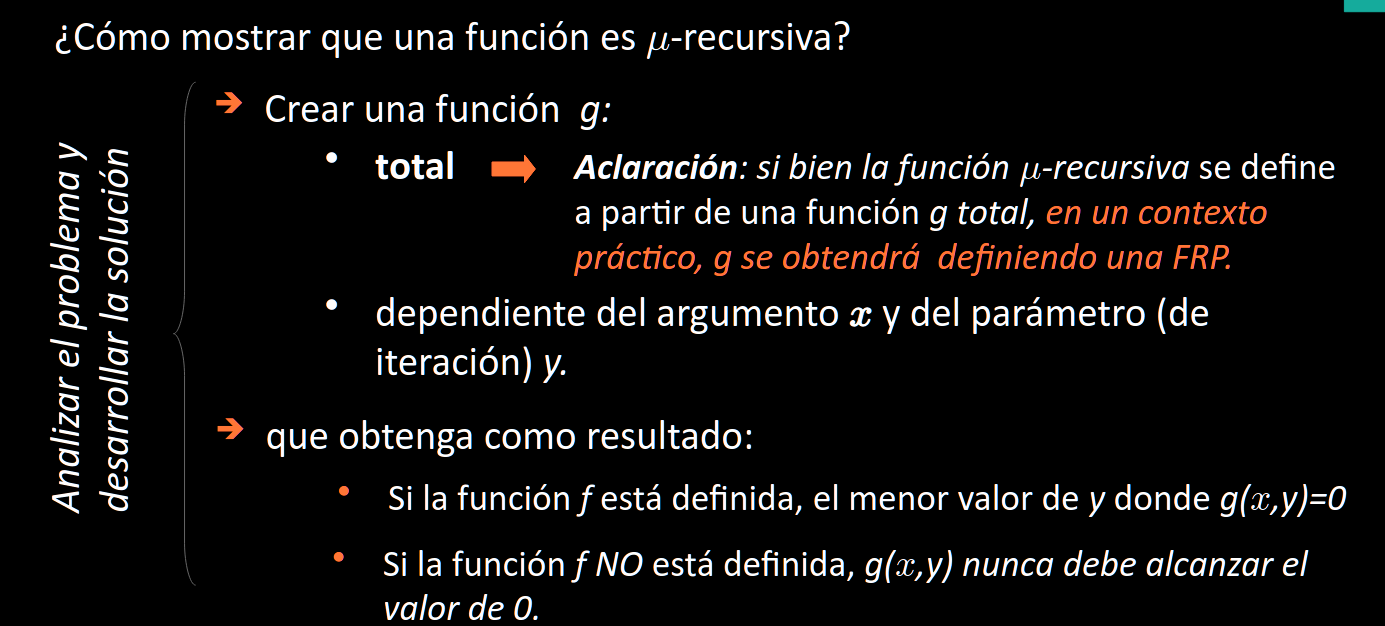 ¿Cómo mostrar que una función es μ-recursiva?
Analizar el problema y
desarrollar la solución
➔ Crear una función g:
• total ➡ Aclaración: si bien la función μ-recursiva se define
a partir de una función g total, en un contexto
práctico, g se obtendrá definiendo una FRP.
• dependiente del argumento x y del parámetro (de
iteración) y.
➔ que obtenga como resultado:
• Si la función f está definida, el menor valor de y donde g(x,y)=0
• Si la función f NO está definida, g(x,y) nunca debe alcanzar el
valor de 0.